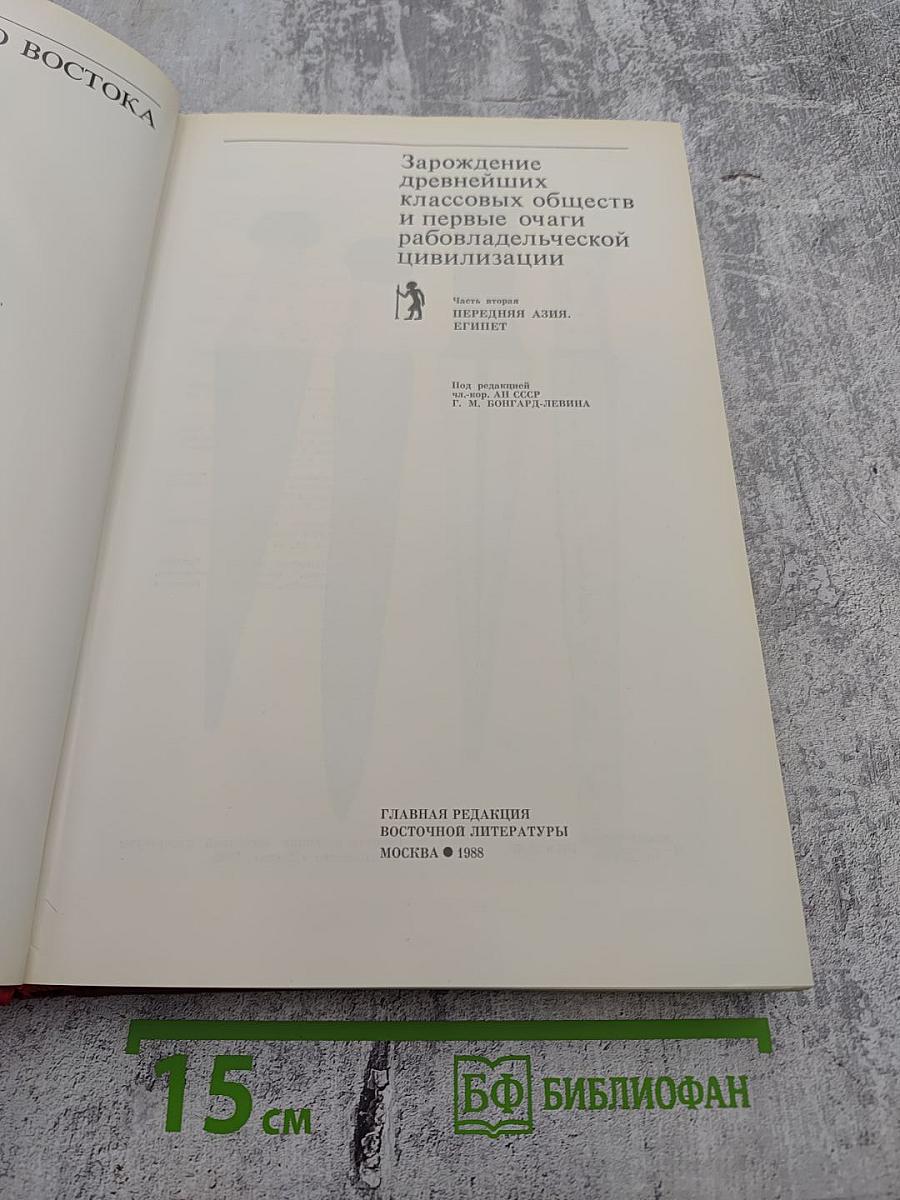 О ВОСТОКА
Зарождение
древнейших
классовых обществ
и первые очаги
рабовладельческой
цивилизации
Часть вторая
ПЕРЕДНЯЯ АЗИЯ.
ЕГИПЕТ
Под редакцией
чл.-кор. АН СССР
Г. М. БОНГАРД-ЛЕВИНА
ГЛАВНАЯ РЕДАКЦИЯ
ВОСТОЧНОЙ ЛИТЕРАТУРЫ
МОСКВА ● 1988
15 см
БФ БИБЛИОФАН